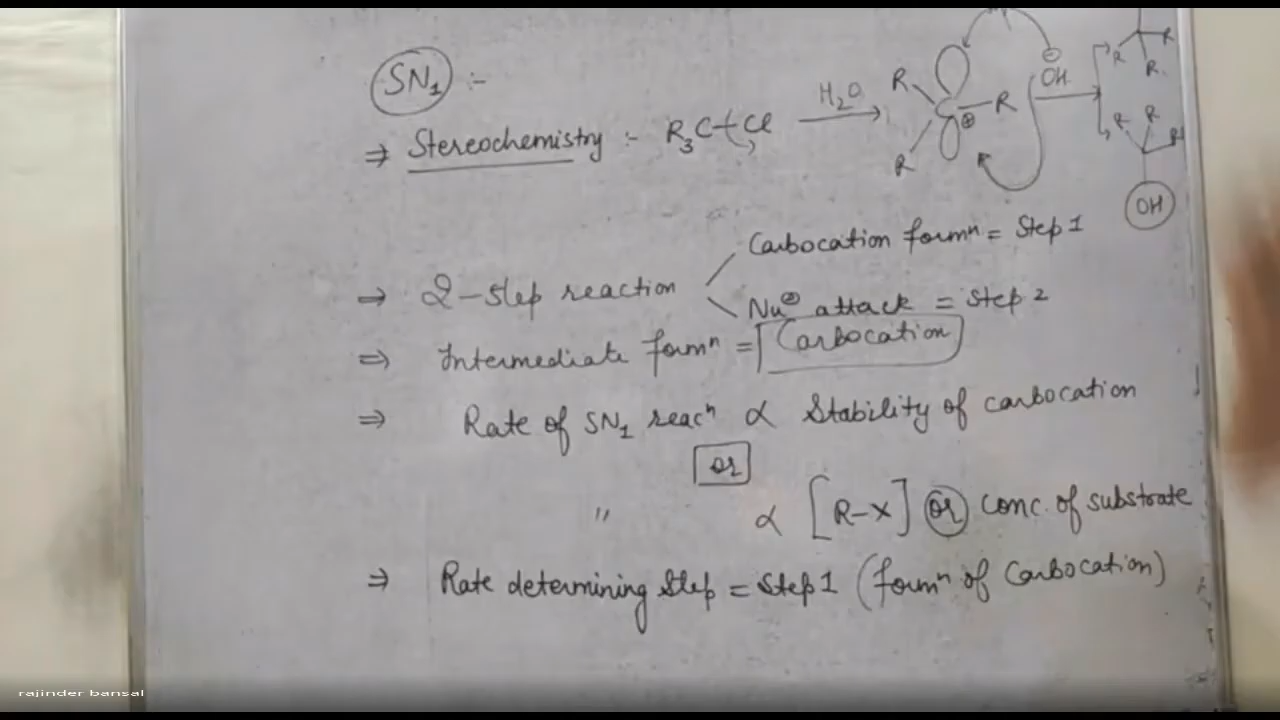 SN1 :-
⇒ Stereochemistry :- R3C-Cl H2O → R C⊕ R R ⊖OH R R R
R R R OH
⇒ 2-step reaction
Carbocation formⁿ = Step 1
Nu⊖ attack = Step 2
⇒ Intermediate formⁿ = Carbocation
⇒ Rate of SN1 reacⁿ ∝ Stability of carbocation
or
" ∝ [R-X] or conc. of substrate
⇒ Rate determining step = Step 1 (formⁿ of Carbocation)
rajinder bansal